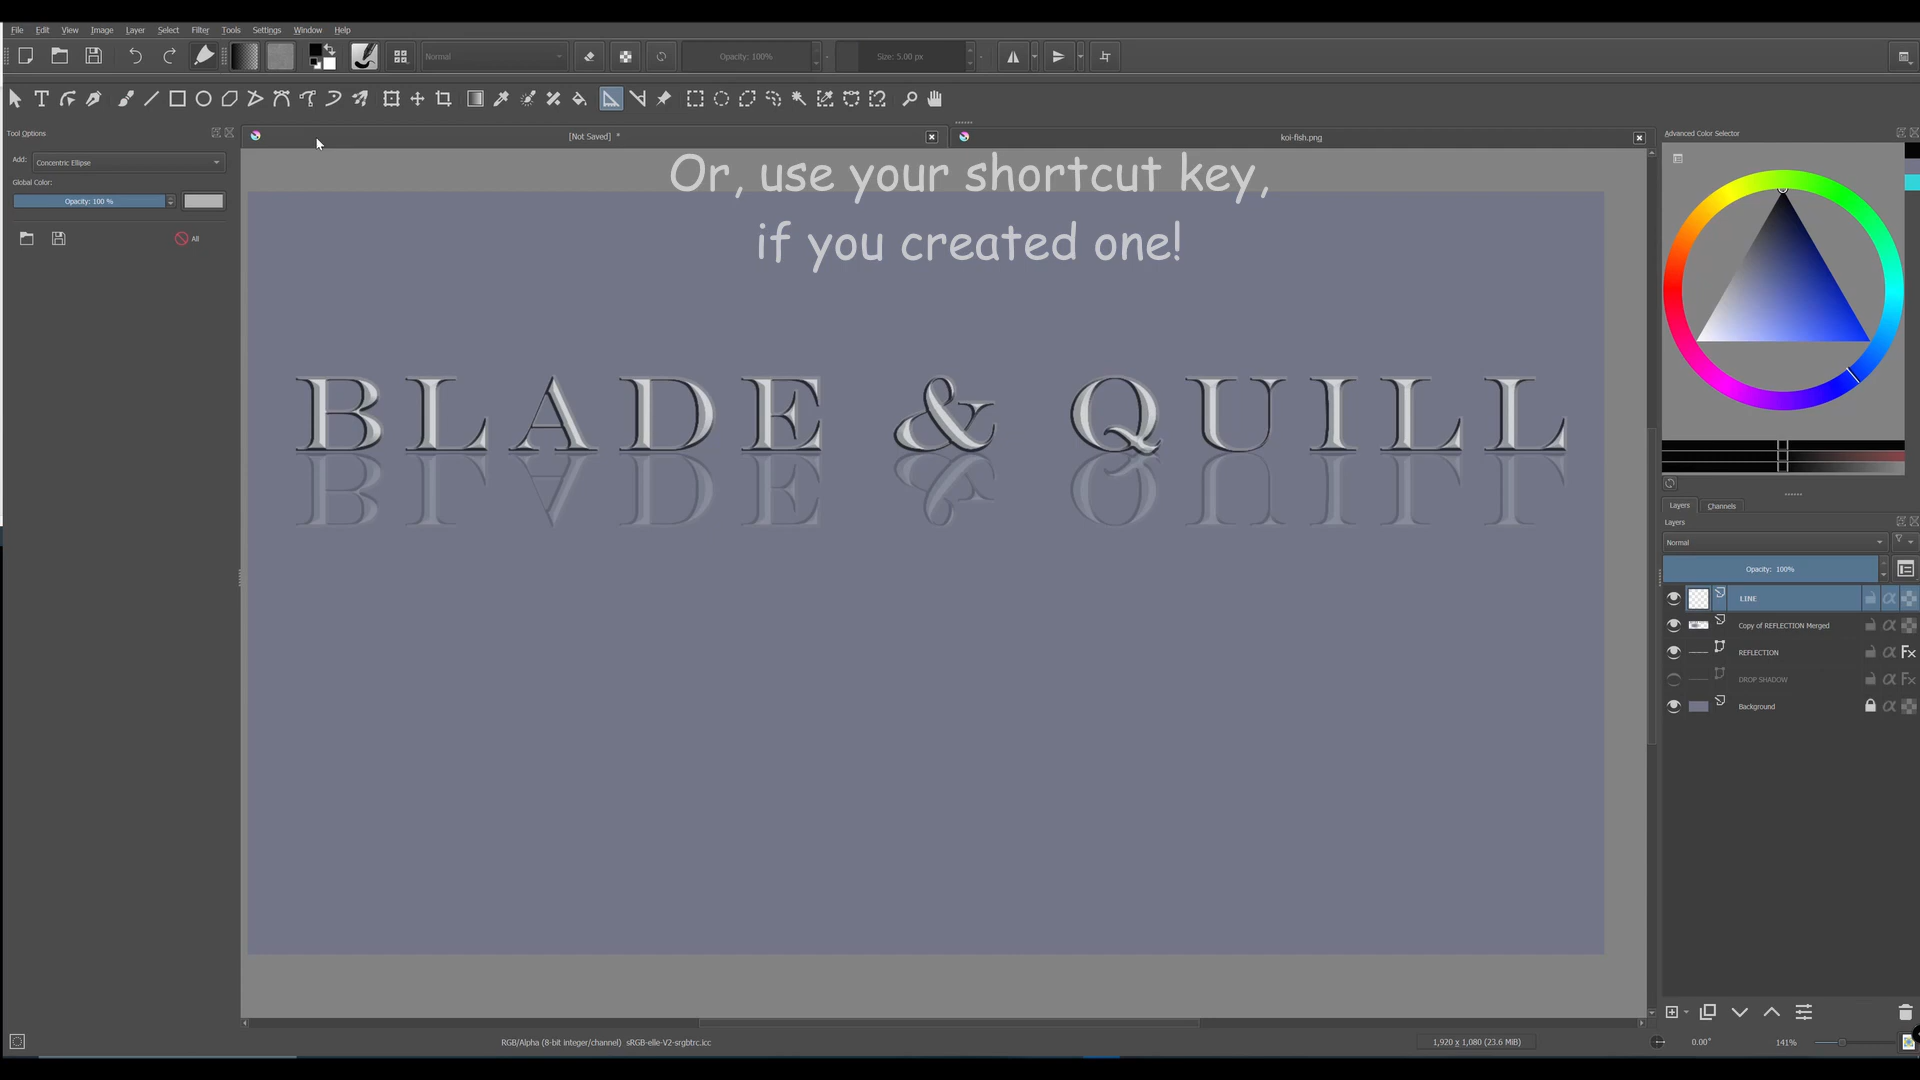 File Edit View Image Layer Select Filter Tools Settings Window Help
Normal
Opacity: 100%
Size: 5.00 px
Tool Options
[Not Saved] *
koi-fish.png
Advanced Color Selector
Add: Concentric Ellipse
Global Color:
Opacity: 100 %
All
Or, use your shortcut key,
if you created one!
BLADE & QUILL
Layers Channels
Layers
Normal
Opacity: 100%
LINE
Copy of REFLECTION Merged
REFLECTION
Fx
DROP SHADOW
Fx
Background
RGB/Alpha (8-bit integer/channel) sRGB-elle-V2-srgbtrc.icc
1,920 x 1,080 (23.6 MiB)
0.00°
141%